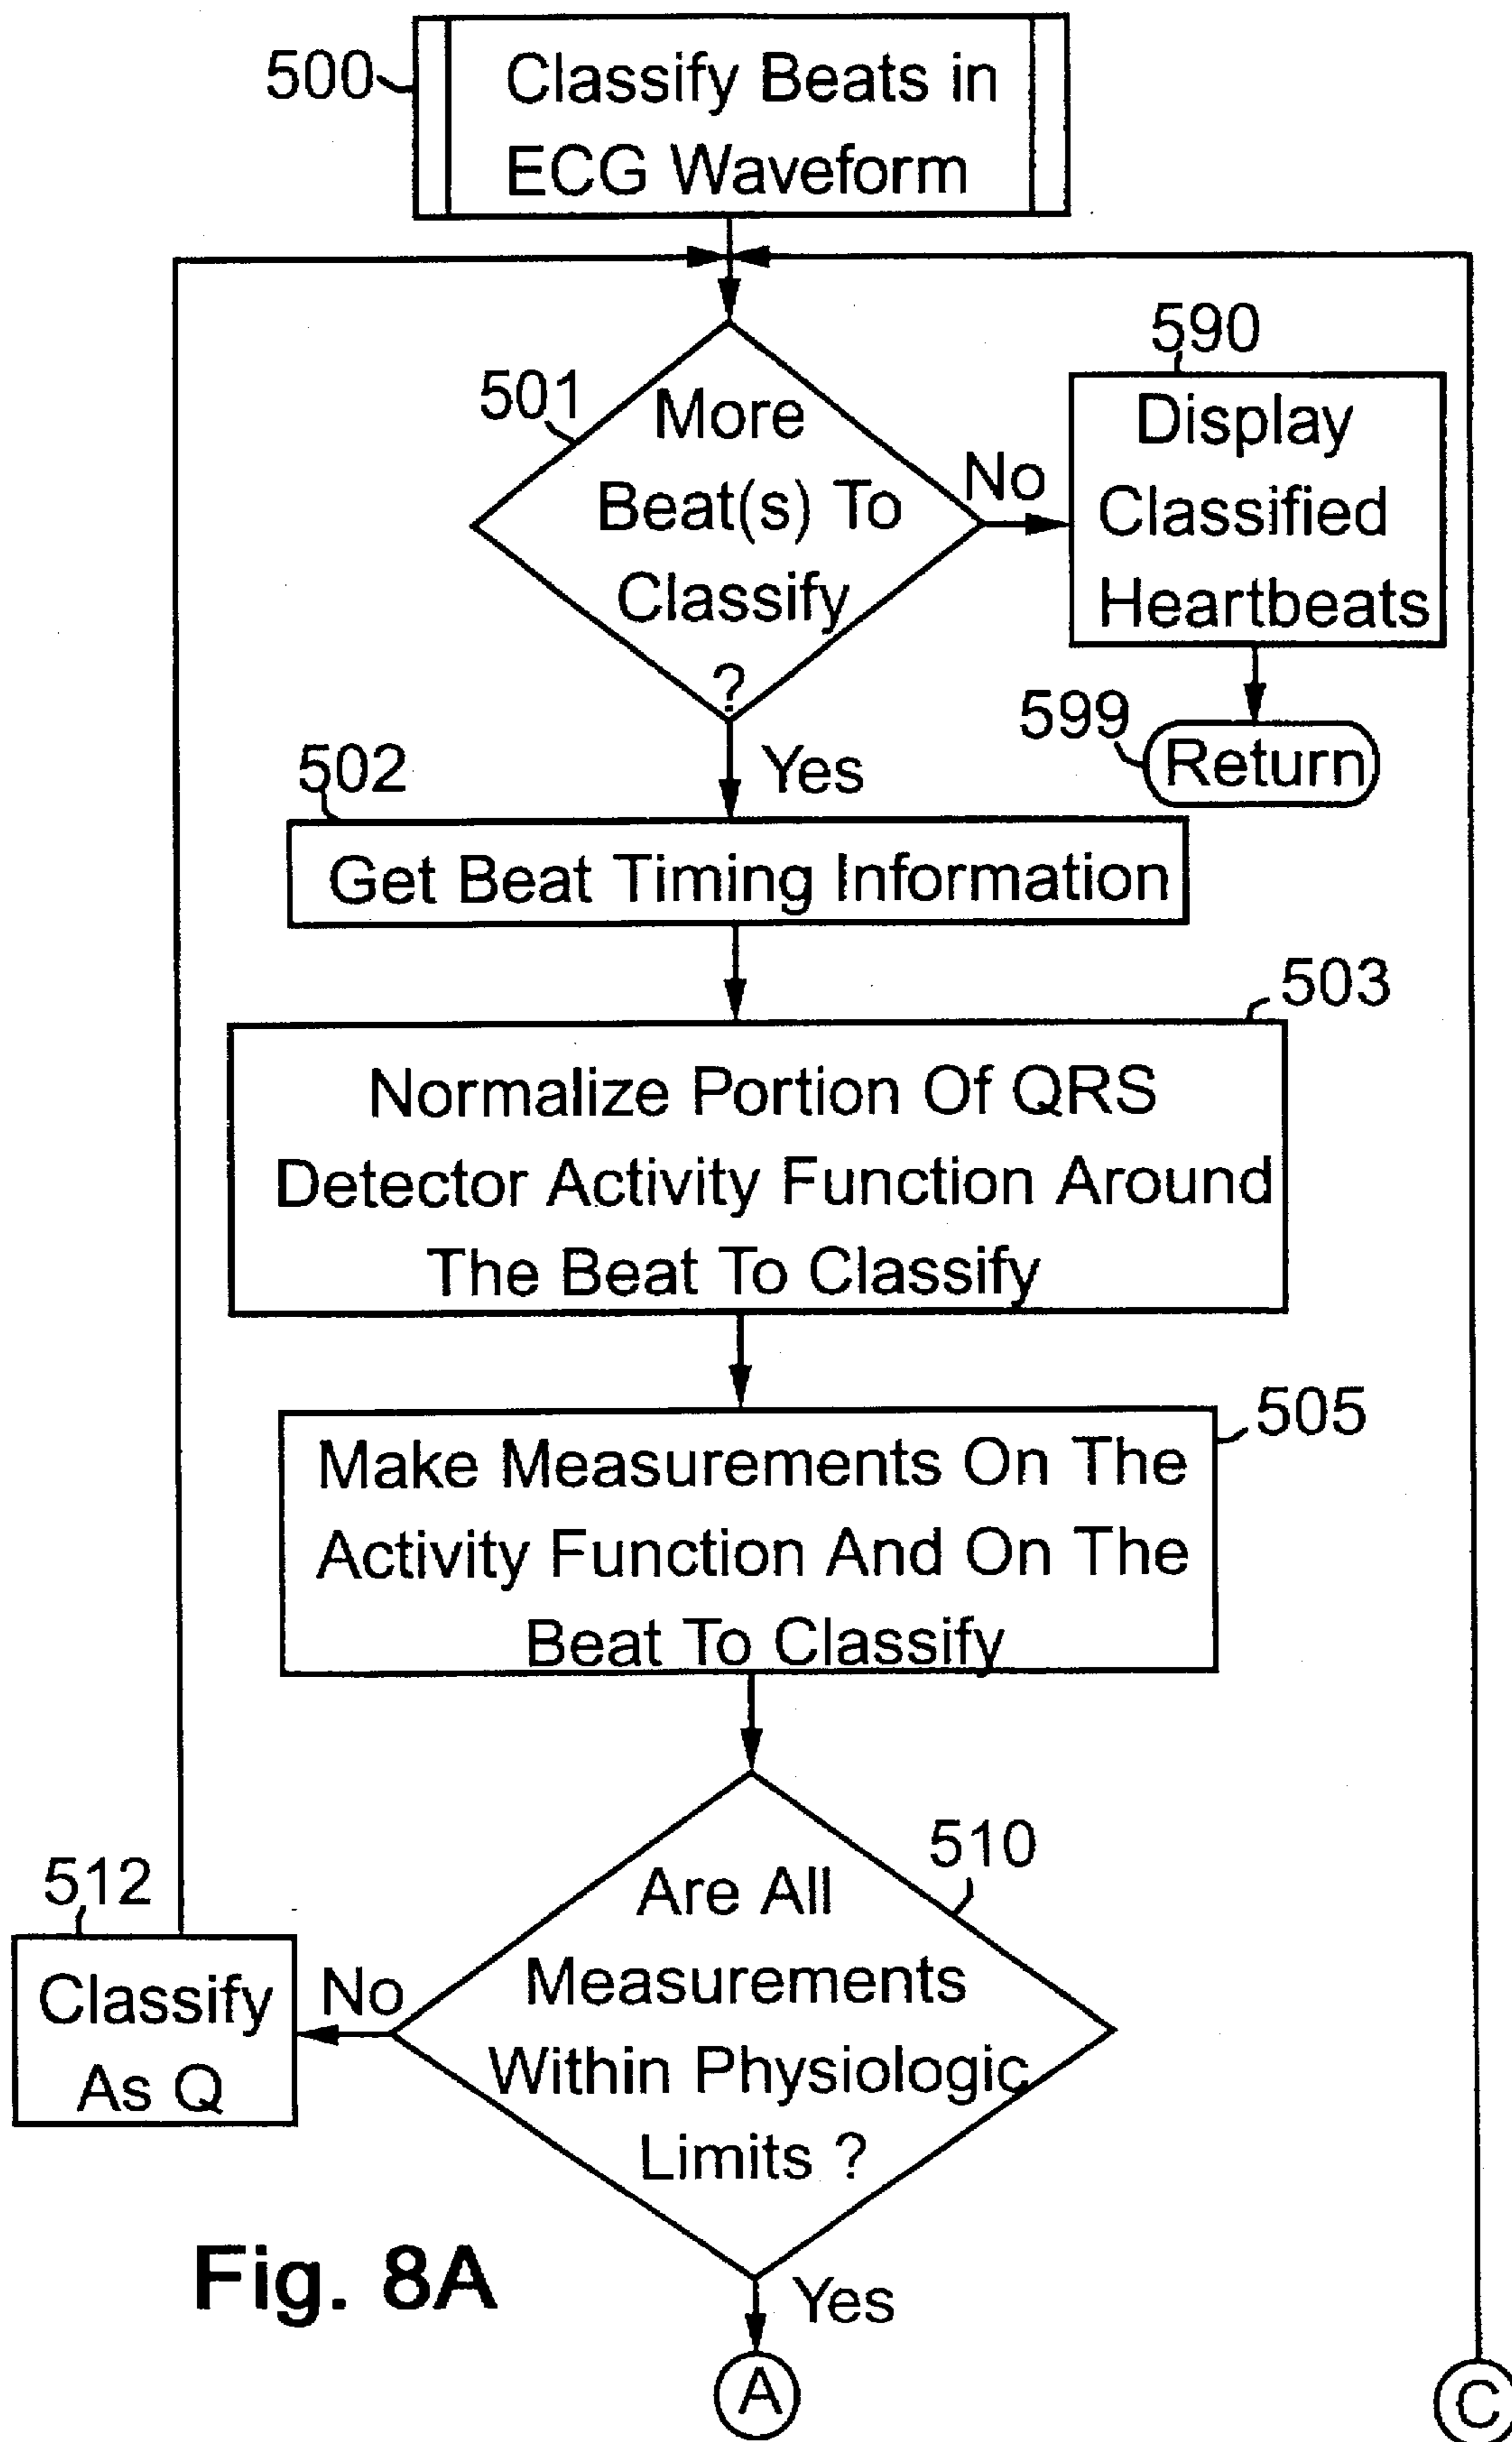 500
Classify Beats in
ECG Waveform
590
501
More
Beat(s) To
Classify
?
No
Display
Classified
Heartbeats
599
Return
Yes
502
Get Beat Timing Information
503
Normalize Portion Of QRS
Detector Activity Function Around
The Beat To Classify
505
Make Measurements On The
Activity Function And On The
Beat To Classify
510
Are All
Measurements
Within Physiologic
Limits ?
512
No
Classify
As Q
Yes
Fig. 8A
A
C